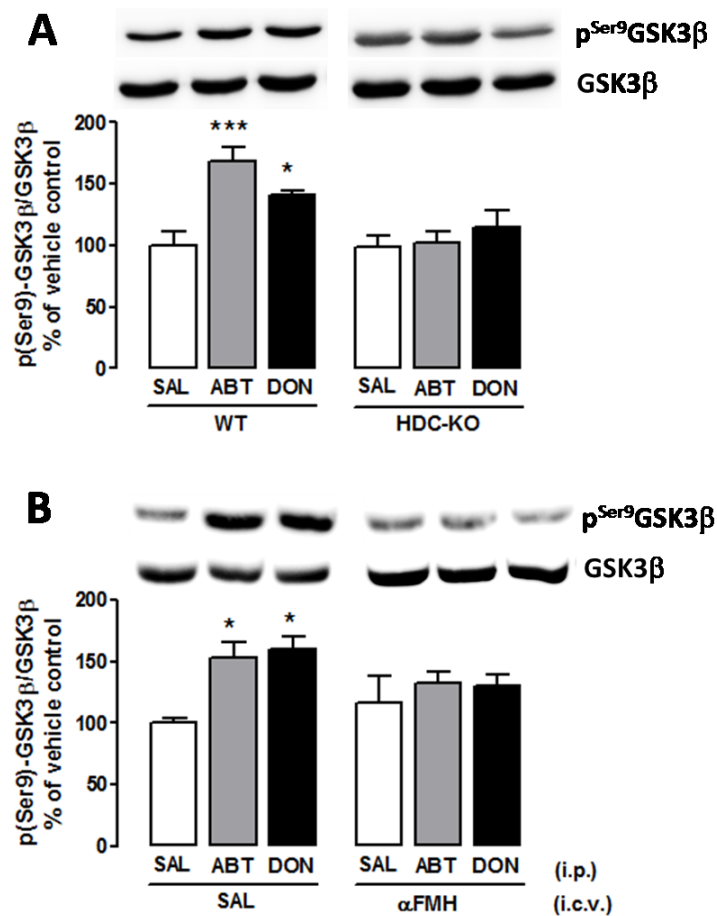 A
pSer9GSK3β
GSK3β
p(Ser9)-GSK3β/GSK3β
% of vehicle control
200
150
100
50
0
***
*
SAL ABT DON SAL ABT DON
WT HDC-KO
B
pSer9GSK3β
GSK3β
p(Ser9)-GSK3β/GSK3β
% of vehicle control
200
150
100
50
0
* *
SAL ABT DON SAL ABT DON (i.p.)
SAL αFMH (i.c.v.)